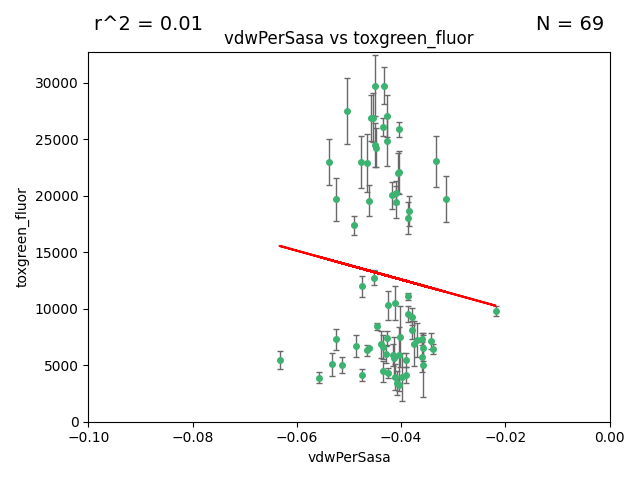 r^2 = 0.01
N = 69
vdwPerSasa vs toxgreen_fluor
toxgreen_fluor
30000
25000
20000
15000
10000
5000
0
−0.10
−0.08
−0.06
−0.04
−0.02
0.00
vdwPerSasa